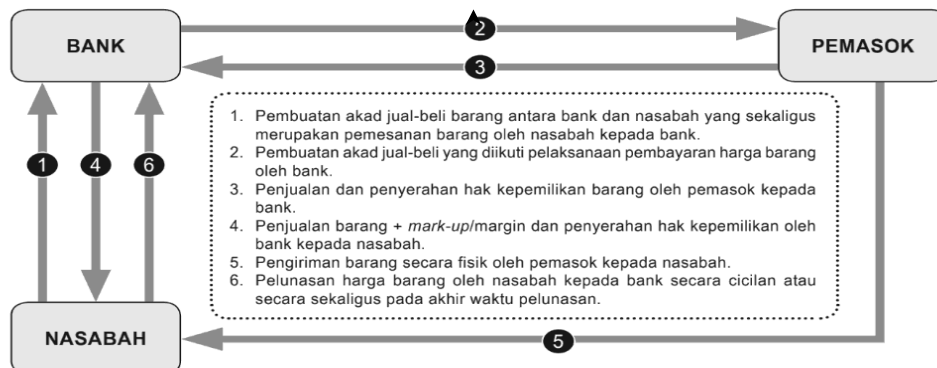 BANK
2
PEMASOK
3
1
4
6
1. Pembuatan akad jual-beli barang antara bank dan nasabah yang sekaligus
merupakan pemesanan barang oleh nasabah kepada bank.
2. Pembuatan akad jual-beli yang diikuti pelaksanaan pembayaran harga barang
oleh bank.
3. Penjualan dan penyerahan hak kepemilikan barang oleh pemasok kepada
bank.
4. Penjualan barang + mark-up/margin dan penyerahan hak kepemilikan oleh
bank kepada nasabah.
5. Pengiriman barang secara fisik oleh pemasok kepada nasabah.
6. Pelunasan harga barang oleh nasabah kepada bank secara cicilan atau
secara sekaligus pada akhir waktu pelunasan.
NASABAH
5